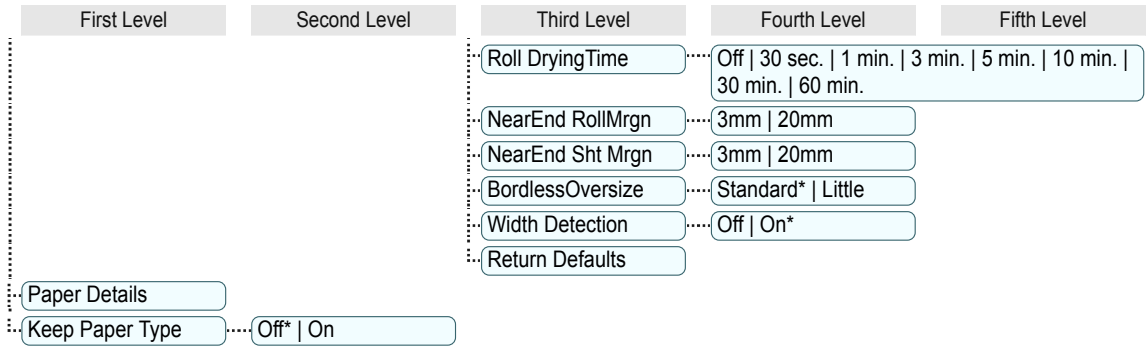 First Level Second Level Third Level Fourth Level Fifth Level
Roll DryingTime Off | 30 sec. | 1 min. | 3 min. | 5 min. | 10 min. |
30 min. | 60 min.
NearEnd RollMrgn 3mm | 20mm
NearEnd Sht Mrgn 3mm | 20mm
BordlessOversize Standard* | Little
Width Detection Off | On*
Return Defaults
Paper Details
Keep Paper Type Off* | On